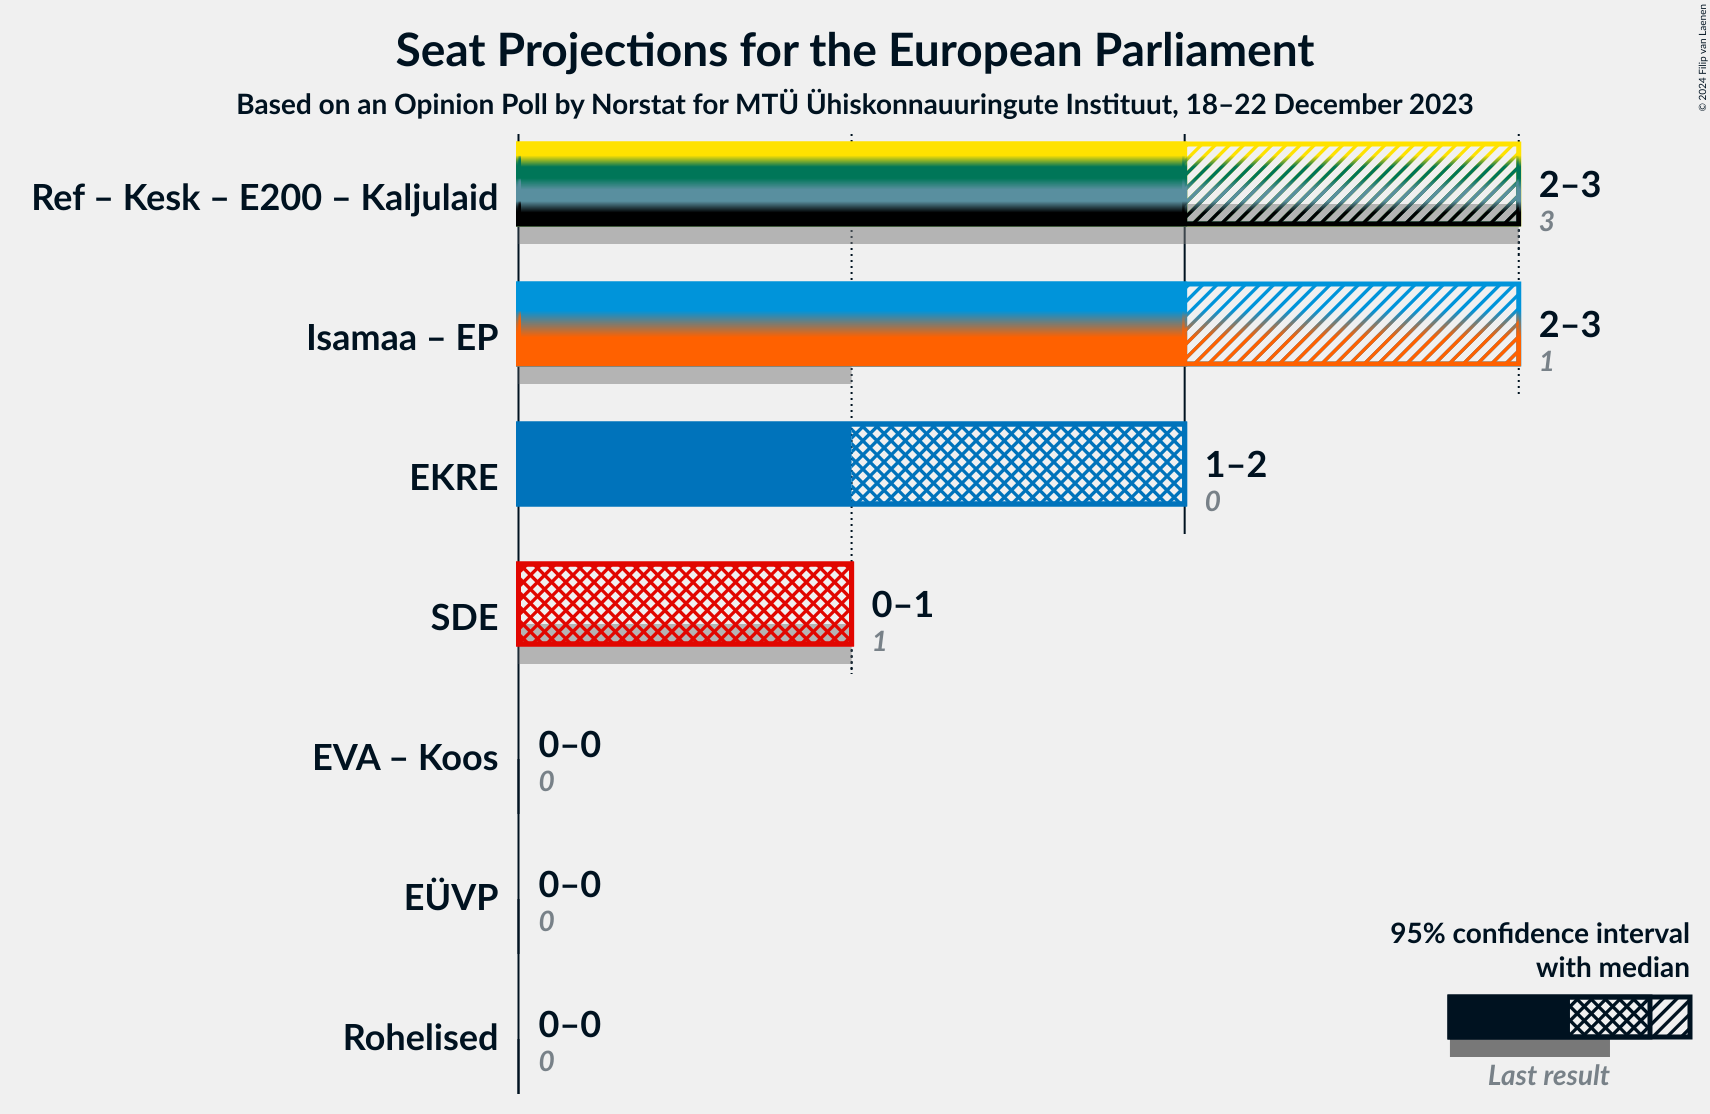 Seat Projections for the European Parliament
Based on an Opinion Poll by Norstat for MTÜ Ühiskonnauuringute Instituut, 18–22 December 2023
© 2024 Filip van Laenen
Ref – Kesk – E200 – Kaljulaid
2–3
3
Isamaa – EP
2–3
1
EKRE
1–2
0
SDE
0–1
1
EVA – Koos
0–0
0
EÜVP
0–0
0
Rohelised
0–0
0
95% confidence interval
with median
Last result